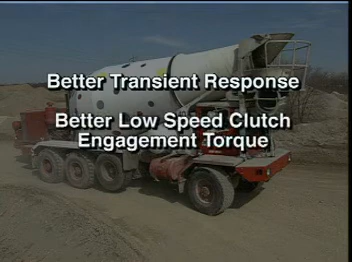 Better Transient Response
Better Low Speed Clutch
Engagement Torque